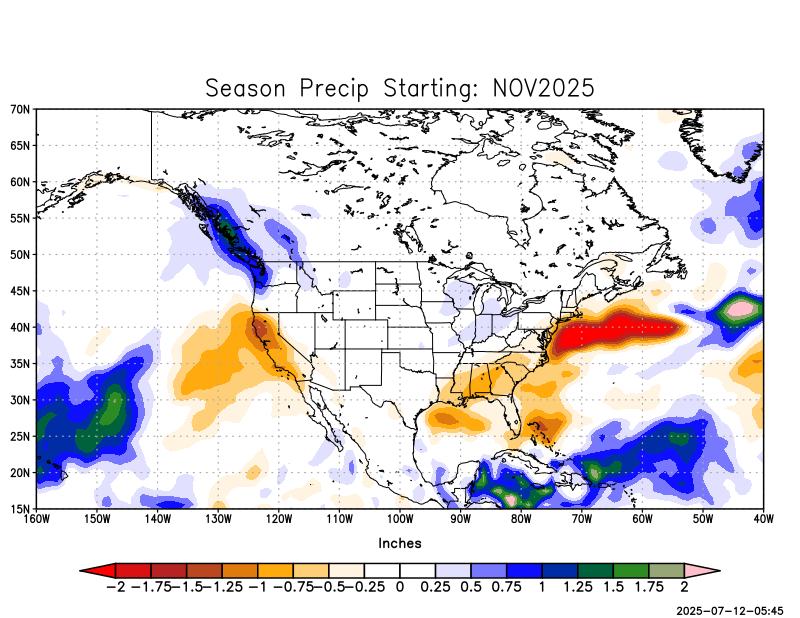 Season Precip Starting: NOV2025
70N
65N
60N
55N
50N
45N
40N
35N
30N
25N
20N
15N
160W 150W 140W 130W 120W 110W 100W 90W 80W 70W 60W 50W 40W
Inches
-2 -1.75-1.5-1.25 -1 -0.75-0.5-0.25 0 0.25 0.5 0.75 1 1.25 1.5 1.75 2
2025-07-12-05:45